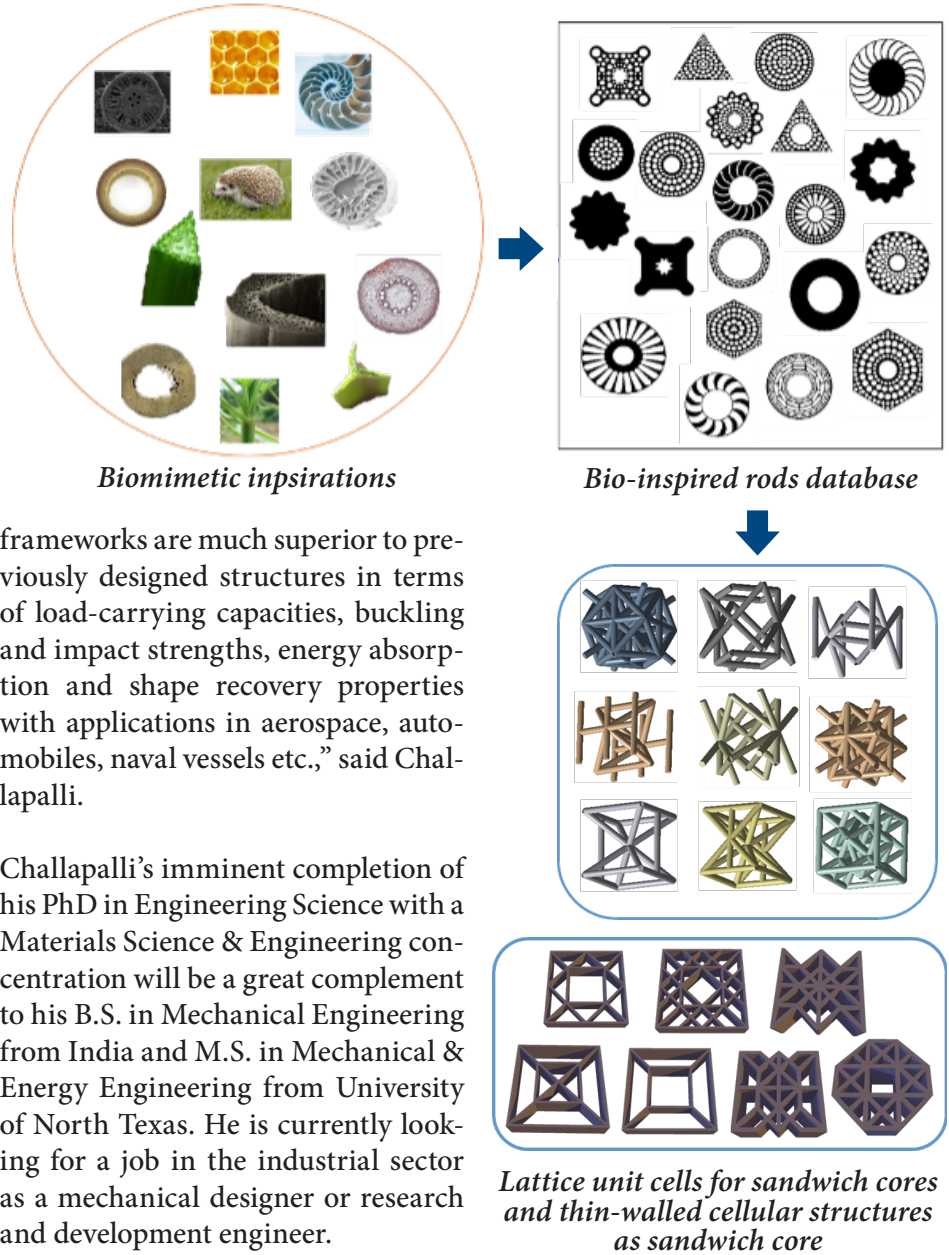 Biomimetic inpsirations
Bio-inspired rods database
frameworks are much superior to pre-
viously designed structures in terms
of load-carrying capacities, buckling
and impact strengths, energy absorp-
tion and shape recovery properties
with applications in aerospace, auto-
mobiles, naval vessels etc.,” said Chal-
lapalli.
Challapalli’s imminent completion of
his PhD in Engineering Science with a
Materials Science & Engineering con-
centration will be a great complement
to his B.S. in Mechanical Engineering
from India and M.S. in Mechanical &
Energy Engineering from University
of North Texas. He is currently look-
ing for a job in the industrial sector
as a mechanical designer or research
and development engineer.
Lattice unit cells for sandwich cores
and thin-walled cellular structures
as sandwich core